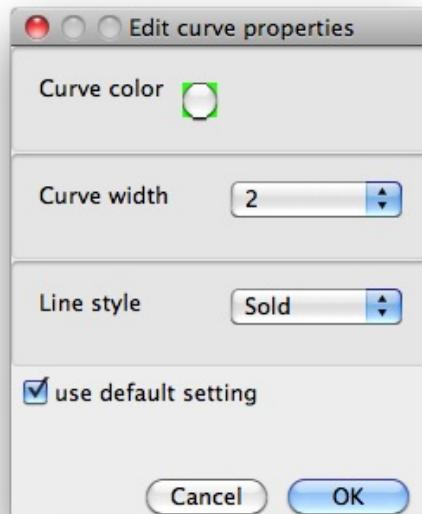 Edit curve properties
Curve color
Curve width 2
Line style Sold
use default setting
Cancel OK